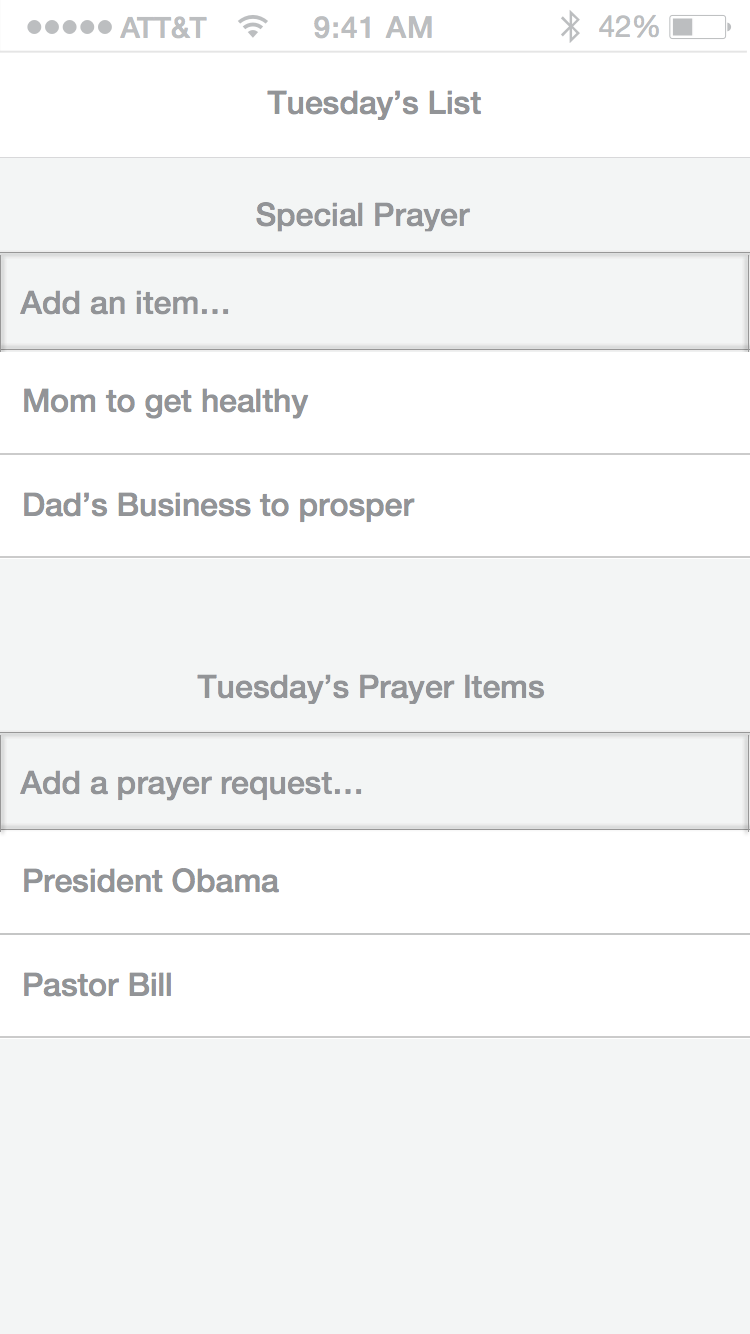 ATT&T 9:41 AM 42%
Tuesday’s List
Special Prayer
Add an item...
Mom to get healthy
Dad’s Business to prosper
Tuesday’s Prayer Items
Add a prayer request...
President Obama
Pastor Bill